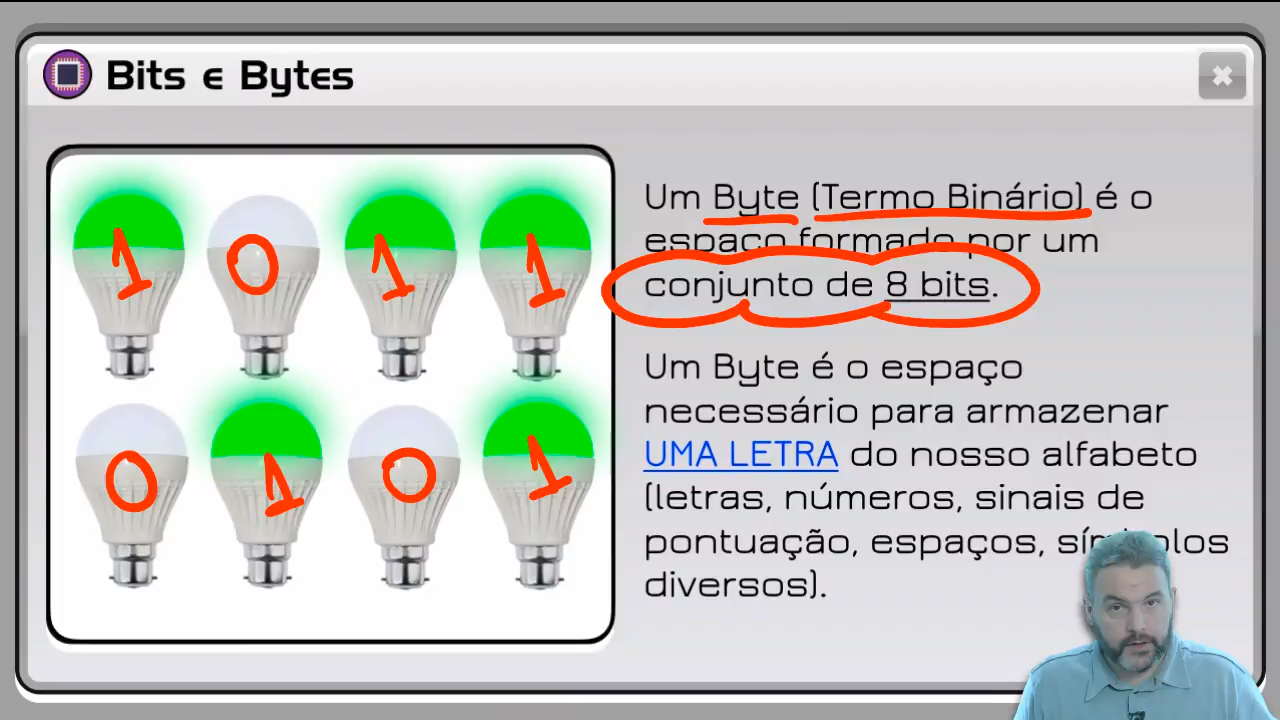 Bits e Bytes
1 0 1 1
0 1 0 1
Um Byte (Termo Binário) é o
espaço formado por um
conjunto de 8 bits.
Um Byte é o espaço
necessário para armazenar
UMA LETRA do nosso alfabeto
(letras, números, sinais de
pontuação, espaços, símbolos
diversos).